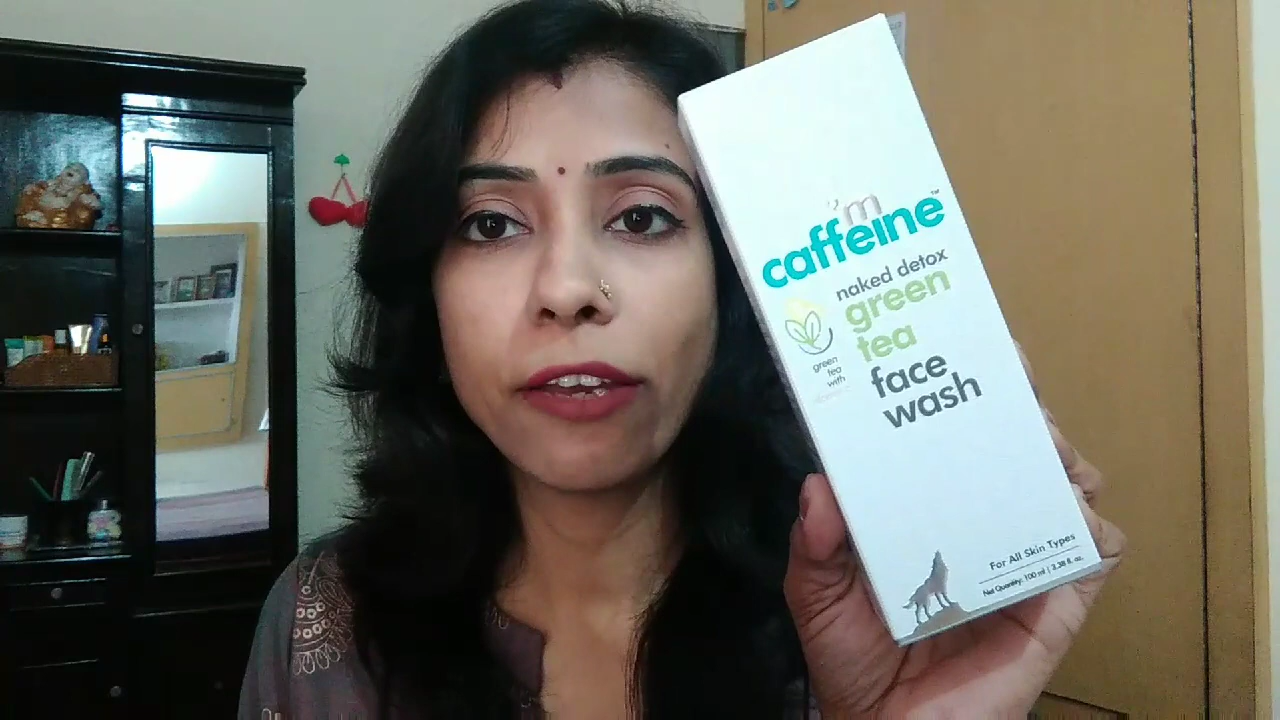 i'm
caffeine™
naked detox
green
tea
face
wash
green
tea
with
For All Skin Types
Net Quantity: 100 ml | 3.38 fl. oz.